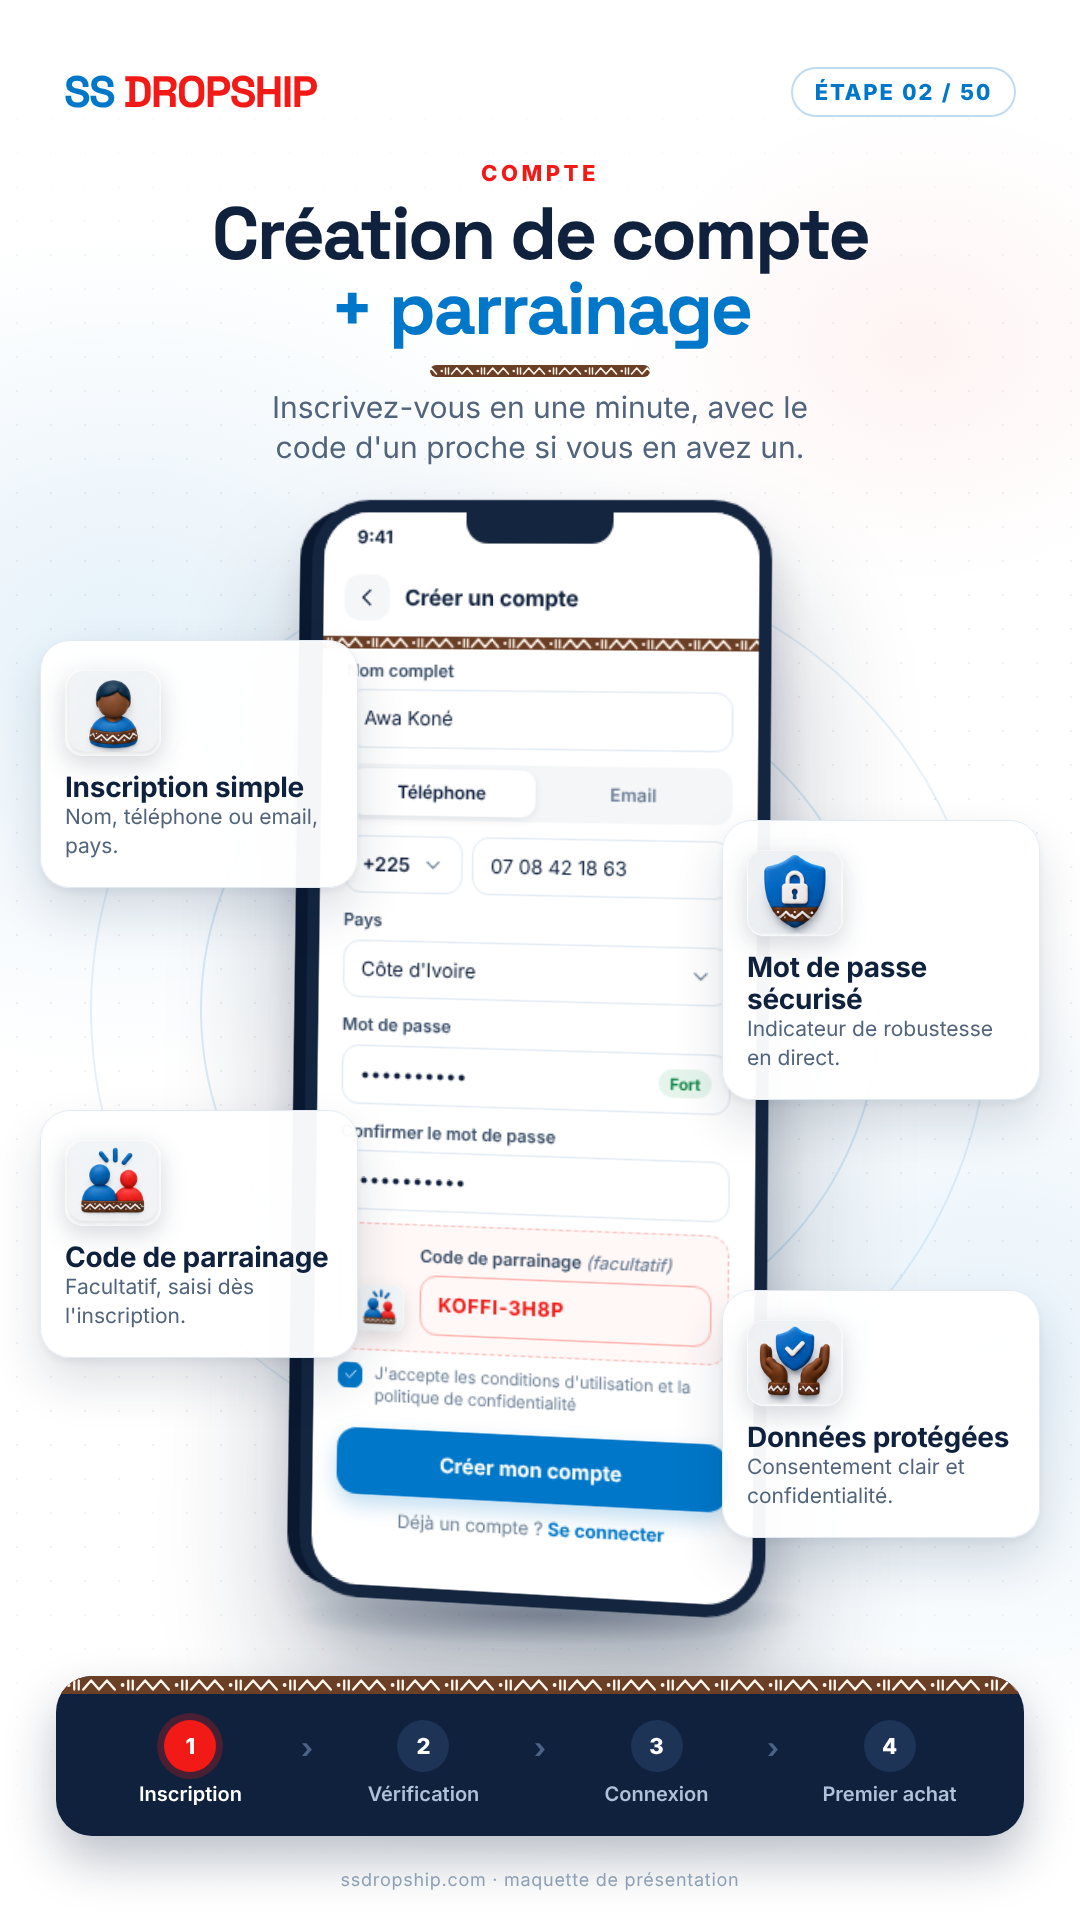 SS DROPSHIP
ÉTAPE 02 / 50
COMPTE
Création de compte
+ parrainage
Inscrivez-vous en une minute, avec le
code d'un proche si vous en avez un.
9:41
Créer un compte
Inscription simple
Nom, téléphone ou email,
pays.
complet
Awa Koné
Téléphone
Email
+225
07 08 42 18 63
Pays
Côte d'Ivoire
Mot de passe
••••••••••
Fort
Mot de passe
sécurisé
Indicateur de robustesse
en direct.
Code de parrainage
Facultatif, saisi dès
l'inscription.
Confirmer le mot de passe
••••••••••
Code de parrainage (facultatif)
KOFFI-3H8P
J'accepte les conditions d'utilisation et la
politique de confidentialité
Créer mon compte
Déjà un compte ? Se connecter
Données protégées
Consentement clair et
confidentialité.
1
Inscription
›
2
Vérification
›
3
Connexion
›
4
Premier achat
ssdropship.com · maquette de présentation